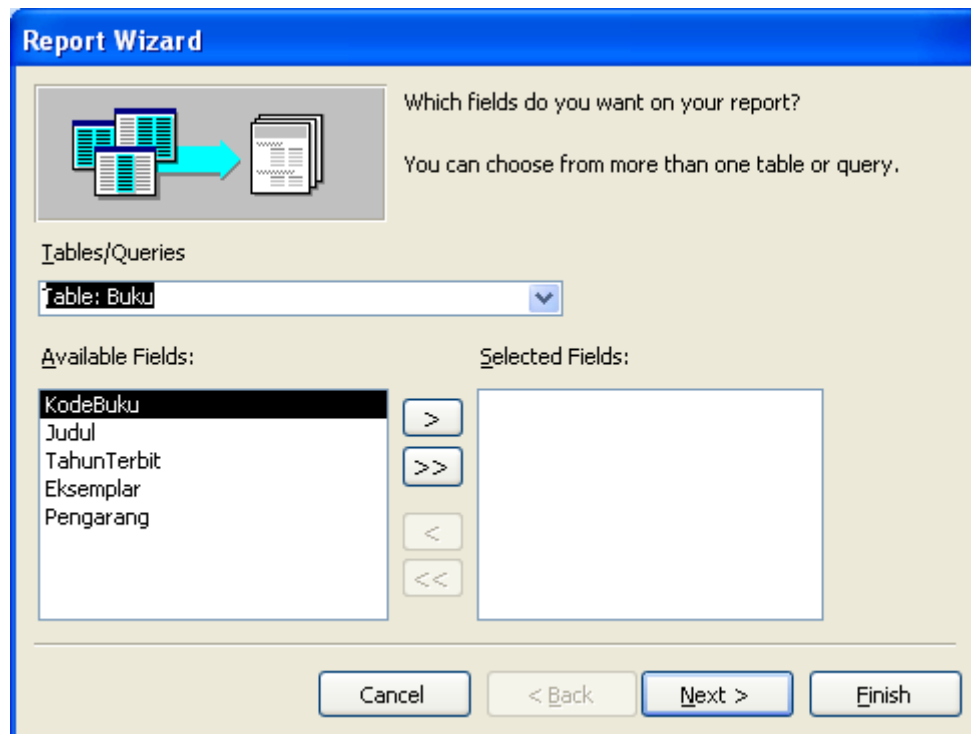 Report Wizard
Which fields do you want on your report?
You can choose from more than one table or query.
Tables/Queries
Table: Buku
Available Fields:
Selected Fields:
KodeBuku
Judul
TahunTerbit
Eksemplar
Pengarang
>
>>
<
<<
Cancel
< Back
Next >
Finish